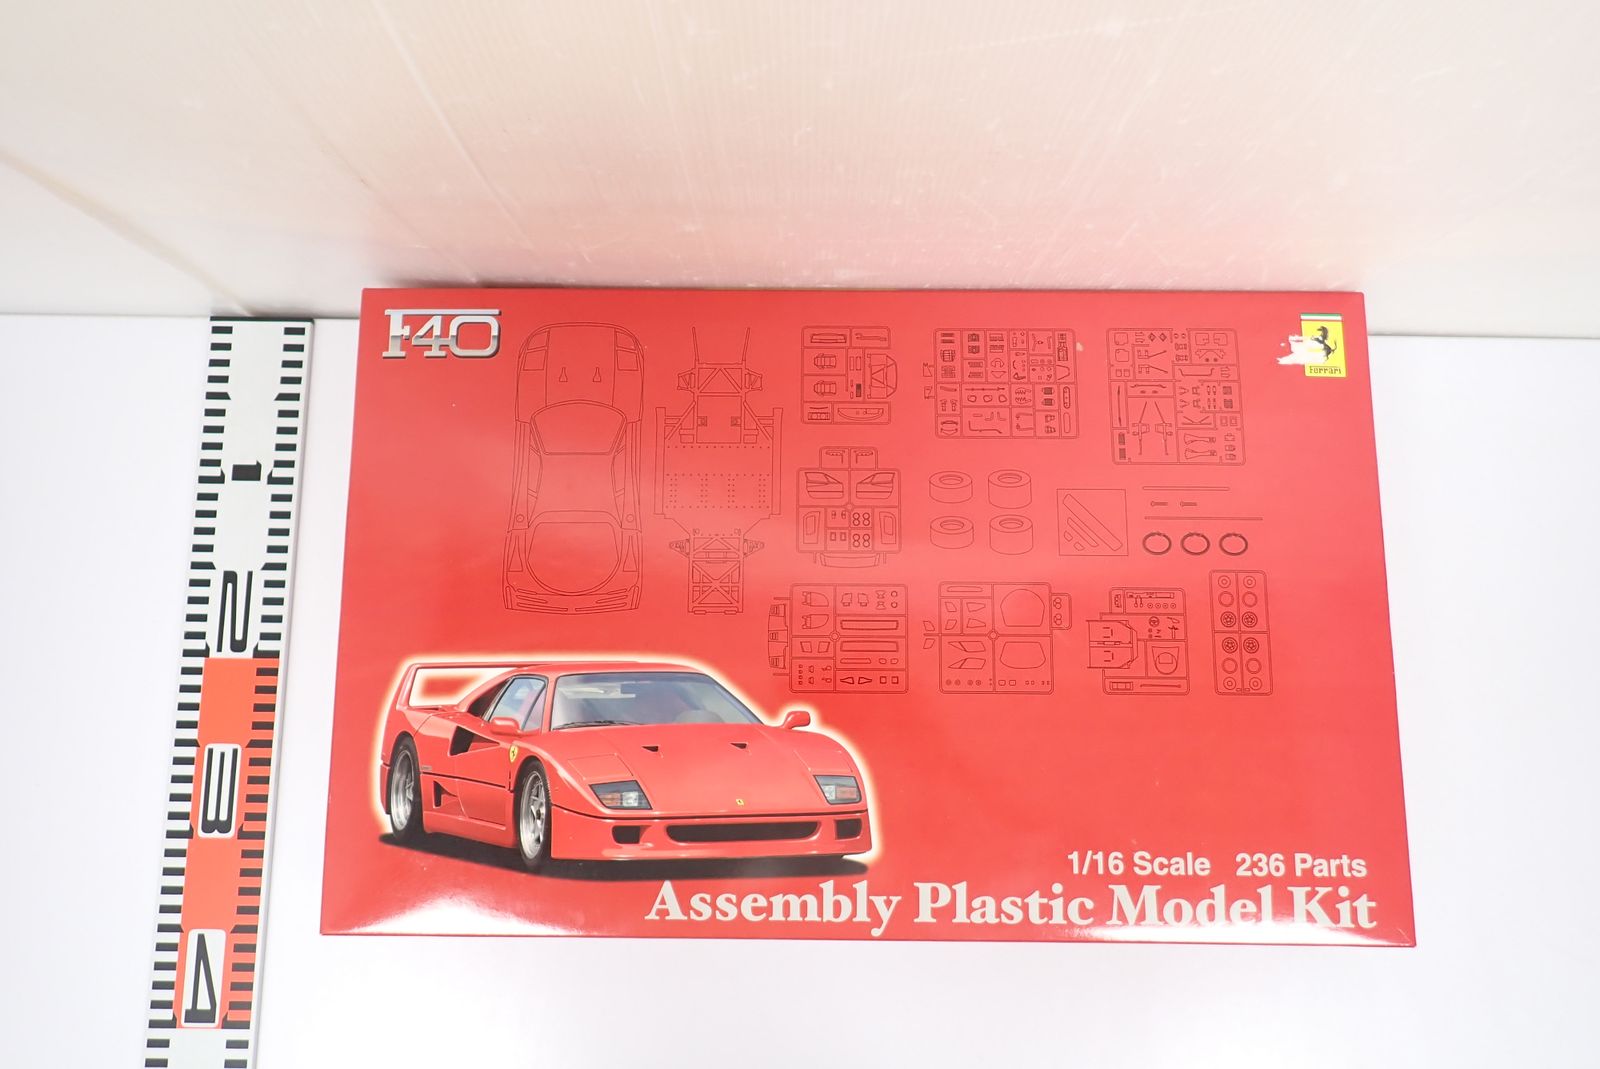 F40
Ferrari
1
2
3
4
1/16 Scale 236 Parts
Assembly Plastic Model Kit